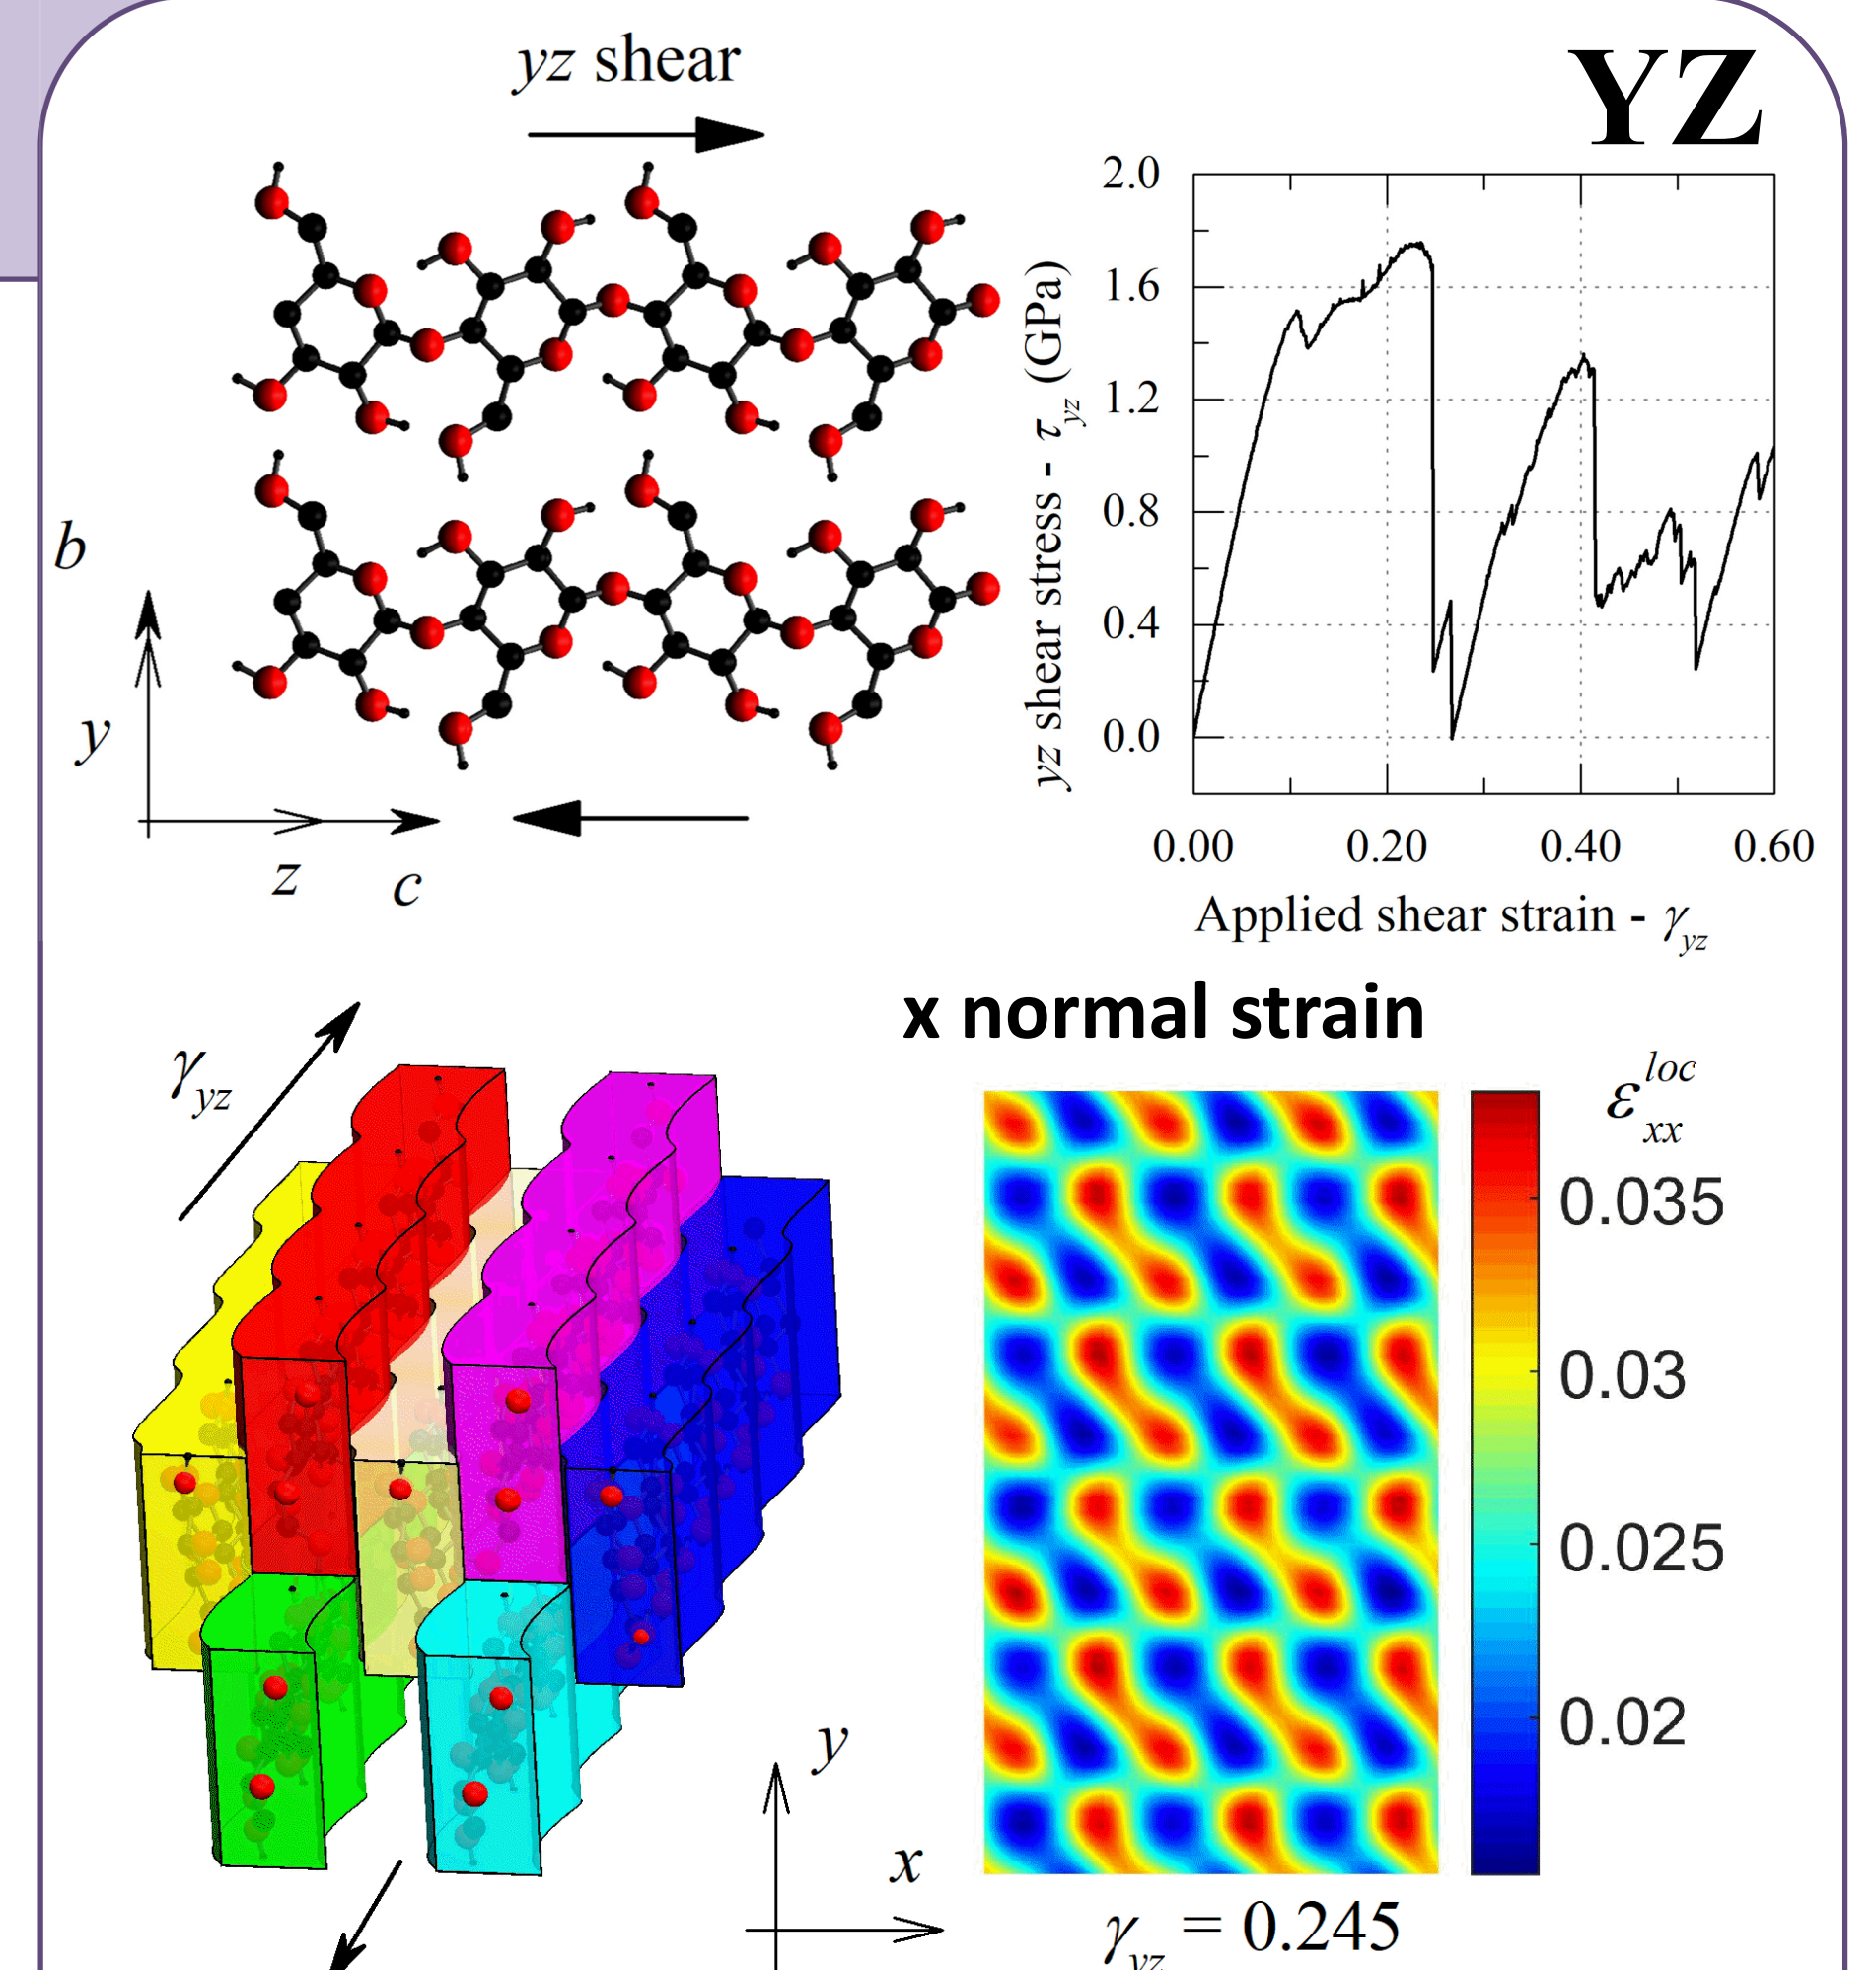 yz shear
YZ
b
y
z
c
yz shear stress - τyz (GPa)
2.0
1.6
1.2
0.8
0.4
0.0
0.00 0.20 0.40 0.60
Applied shear strain - γyz
x normal strain
γyz
εxx^loc
0.035
0.03
0.025
0.02
y
x
γyz = 0.245